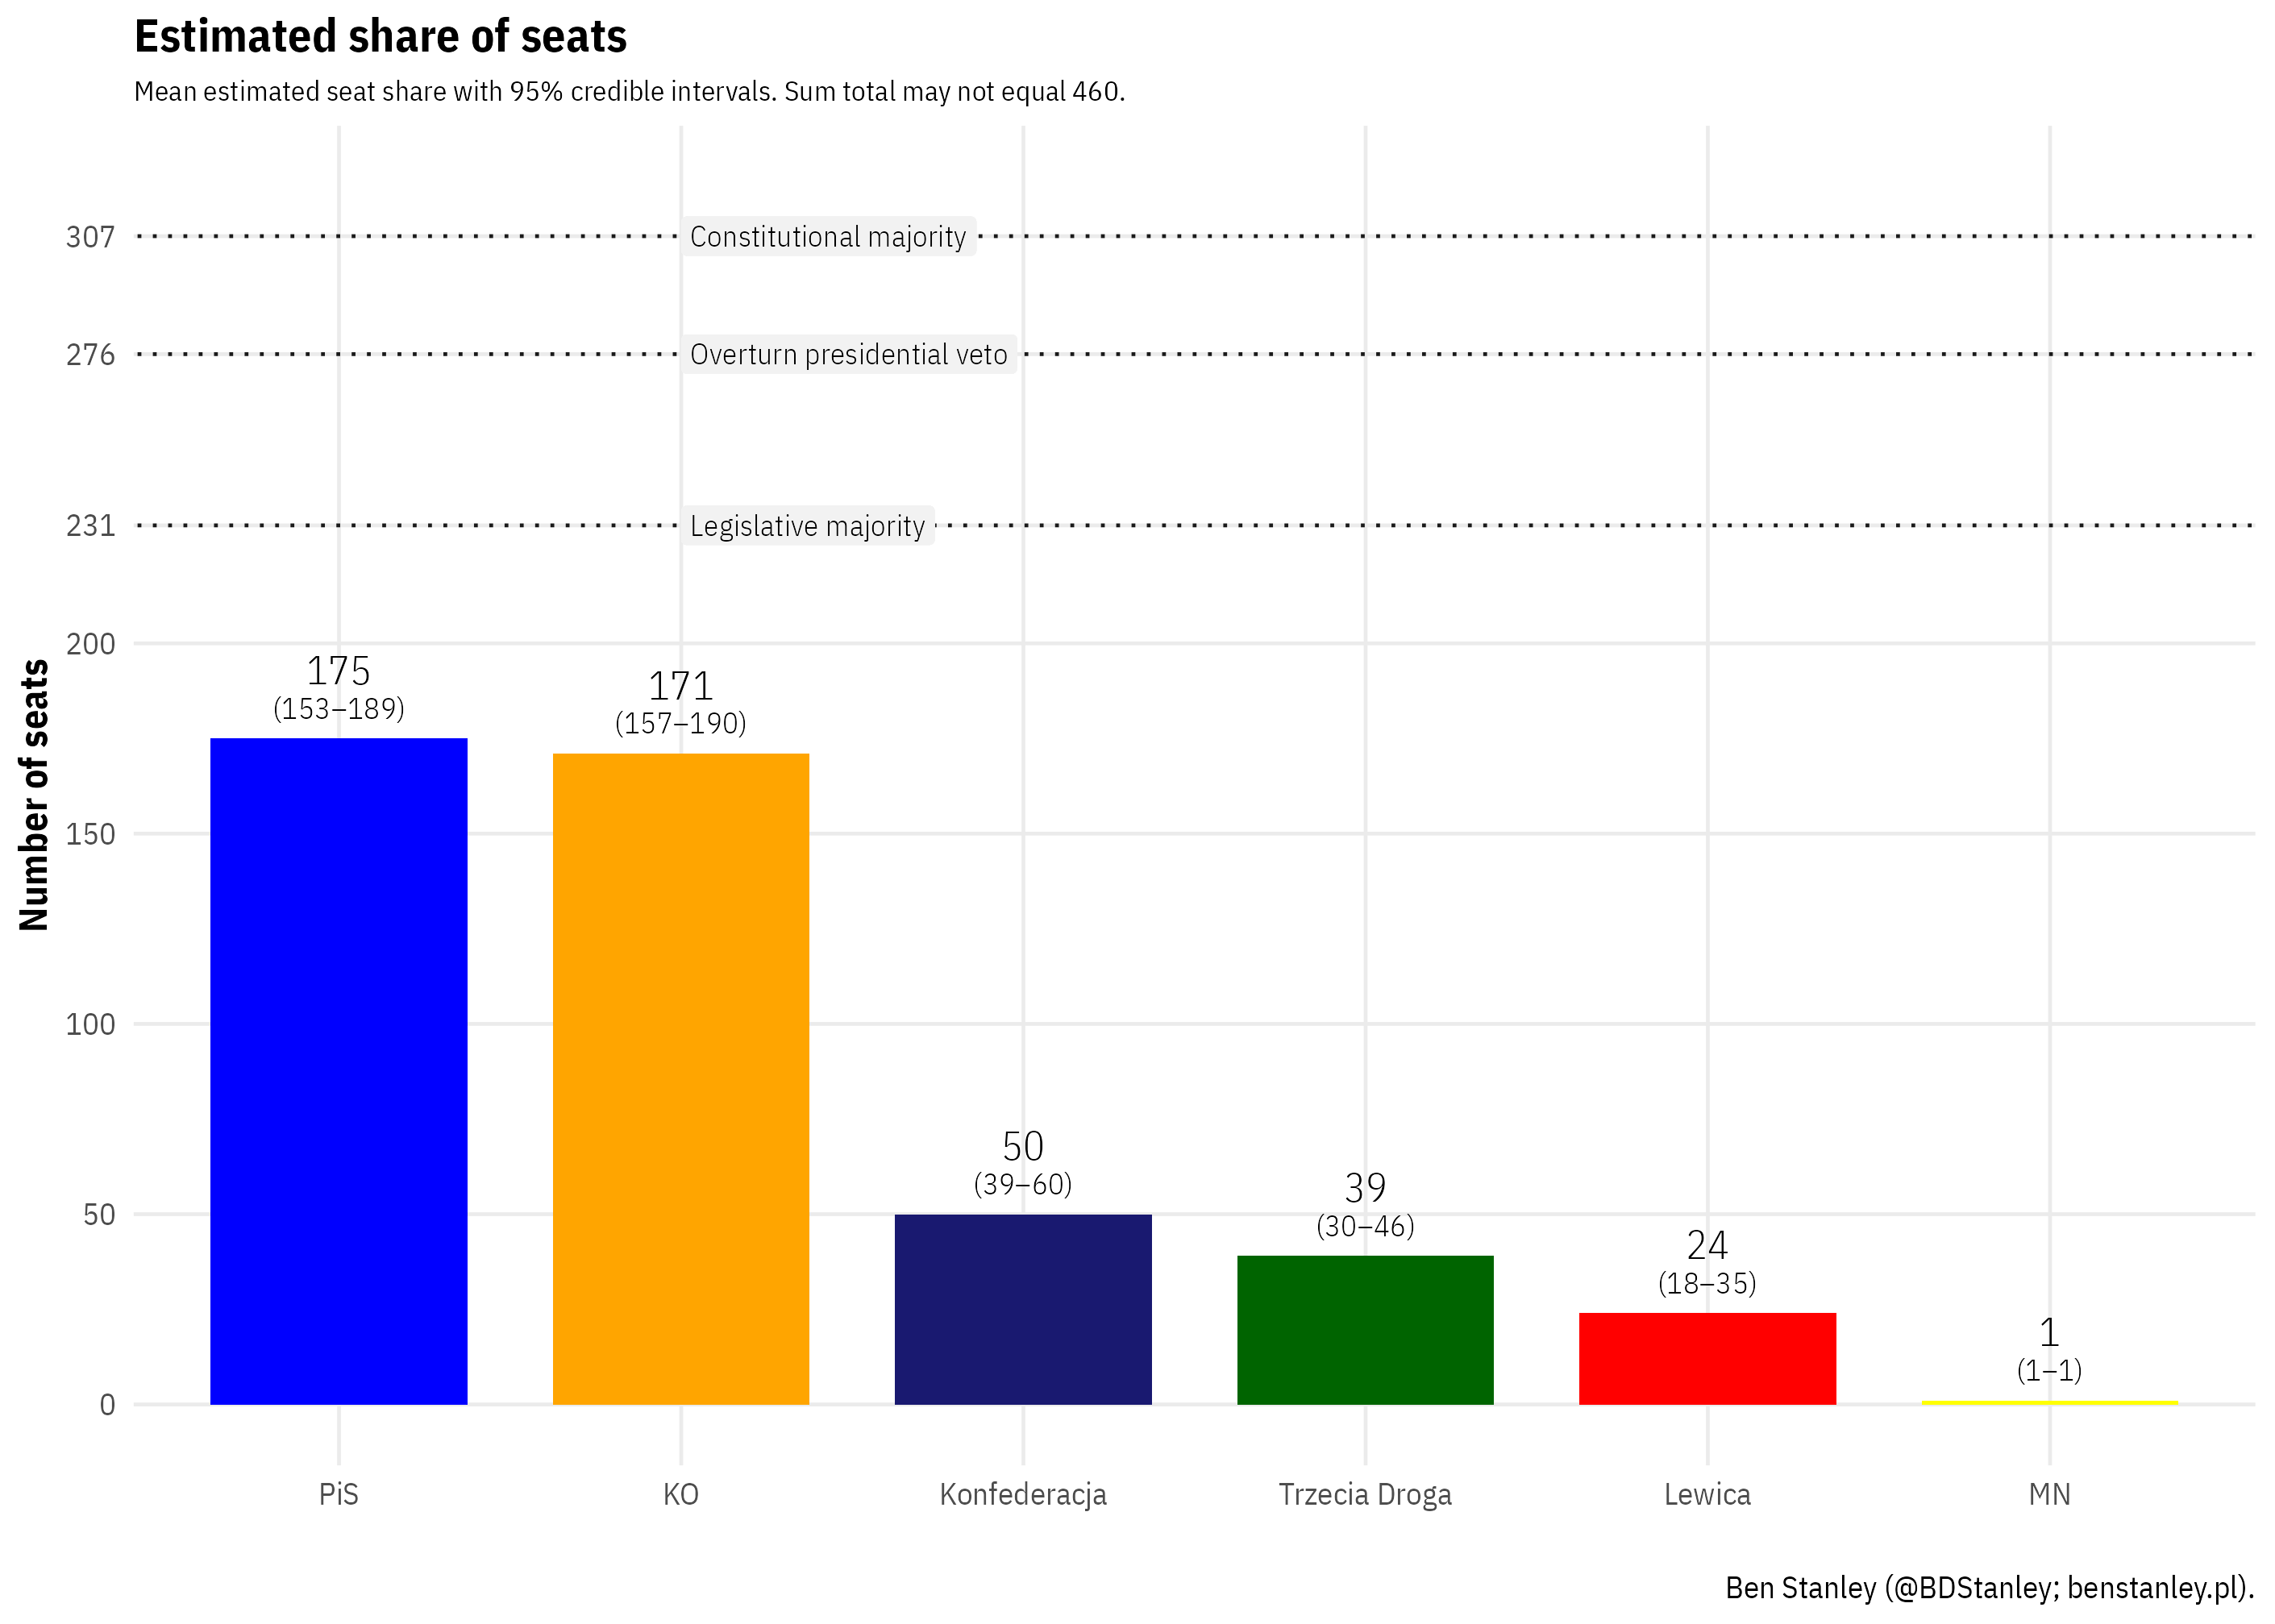 Estimated share of seats
Mean estimated seat share with 95% credible intervals. Sum total may not equal 460.
Number of seats
307
Constitutional majority
276
Overturn presidential veto
231
Legislative majority
200
150
100
50
0
175
(153–189)
171
(157–190)
50
(39–60)
39
(30–46)
24
(18–35)
1
(1–1)
PiS
KO
Konfederacja
Trzecia Droga
Lewica
MN
Ben Stanley (@BDStanley; benstanley.pl).